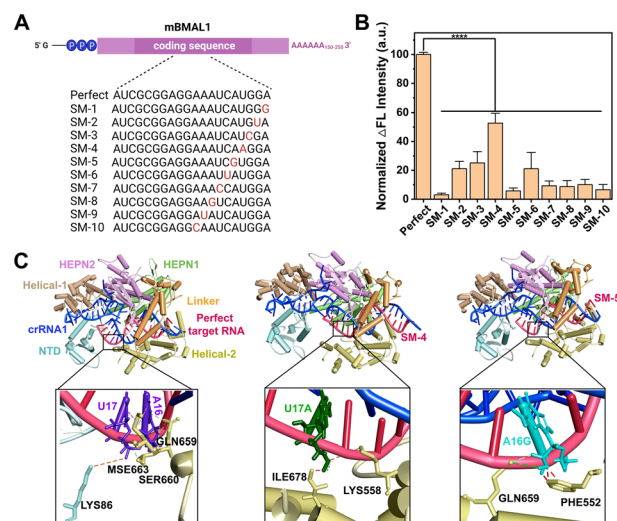 A
mBMAL1
5' G
P P P
coding sequence
AAAAAA150-250 3'
Perfect AUCGCGGAGGAAAUCAUGGA
SM-1 AUCGCGGAGGAAAUCAUGGG
SM-2 AUCGCGGAGGAAAUCAUGUA
SM-3 AUCGCGGAGGAAAUCAUCGA
SM-4 AUCGCGGAGGAAAUCAAGGA
SM-5 AUCGCGGAGGAAAUCGUGGA
SM-6 AUCGCGGAGGAAAUUAUGGA
SM-7 AUCGCGGAGGAAACCAUGGA
SM-8 AUCGCGGAGGAAGUCAUGGA
SM-9 AUCGCGGAGGAUAUCAUGGA
SM-10 AUCGCGGAGGCAAUCAUGGA
B
Normalized △FL Intensity (a.u.)
100
80
60
40
20
0
****
Perfect
SM-1
SM-2
SM-3
SM-4
SM-5
SM-6
SM-7
SM-8
SM-9
SM-10
C
HEPN2
HEPN1
Helical-1
Linker
crRNA1
Perfect
target RNA
NTD
Helical-2
SM-4
SM-5
U17
A16
GLN659
MSE663
SER660
LYS86
U17A
ILE678
LYS558
A16G
GLN659
PHE552